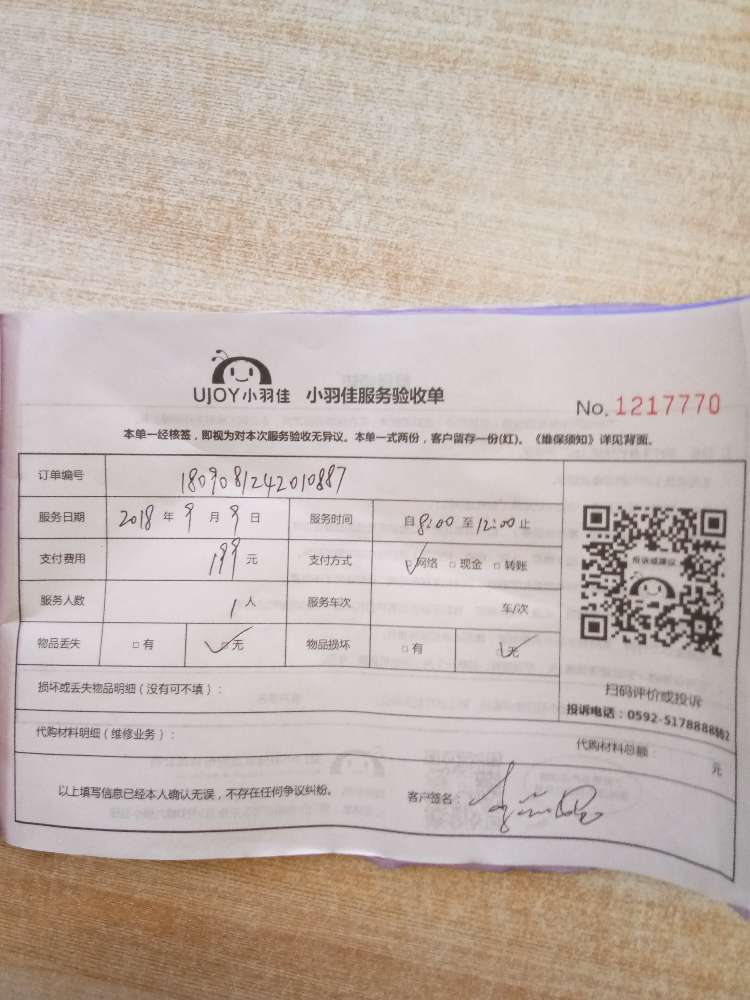 UJOY小羽佳 小羽佳服务验收单
No. 1217770
本单一经核签，即视为对本次服务验收无异议。本单一式两份，客户留存一份(红)。《维保须知》详见背面。
订单编号 1809081242010887
服务日期 2018 年 9 月 9 日 服务时间 自 8:00 至 12:00 止
支付费用 199 元 支付方式 网络 □ 现金 □ 转账
服务人数 1 人 服务车次 车/次
物品丢失 □ 有 □ 无 物品损坏 □ 有 无
投诉或建议
扫码评价或投诉
投诉电话：0592-5178888转2
损坏或丢失物品明细（没有可不填）：
代购材料明细（维修业务）： 代购材料总额 元
以上填写信息已经本人确认无误，不存在任何争议纠纷。 客户签名：